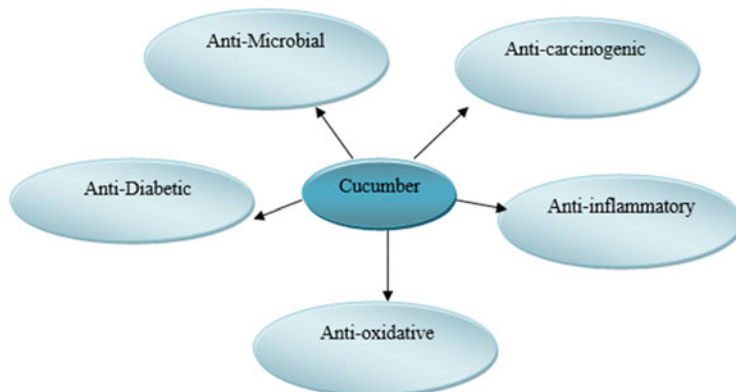 Anti-Microbial
Anti-carcinogenic
Cucumber
Anti-Diabetic
Anti-inflammatory
Anti-oxidative